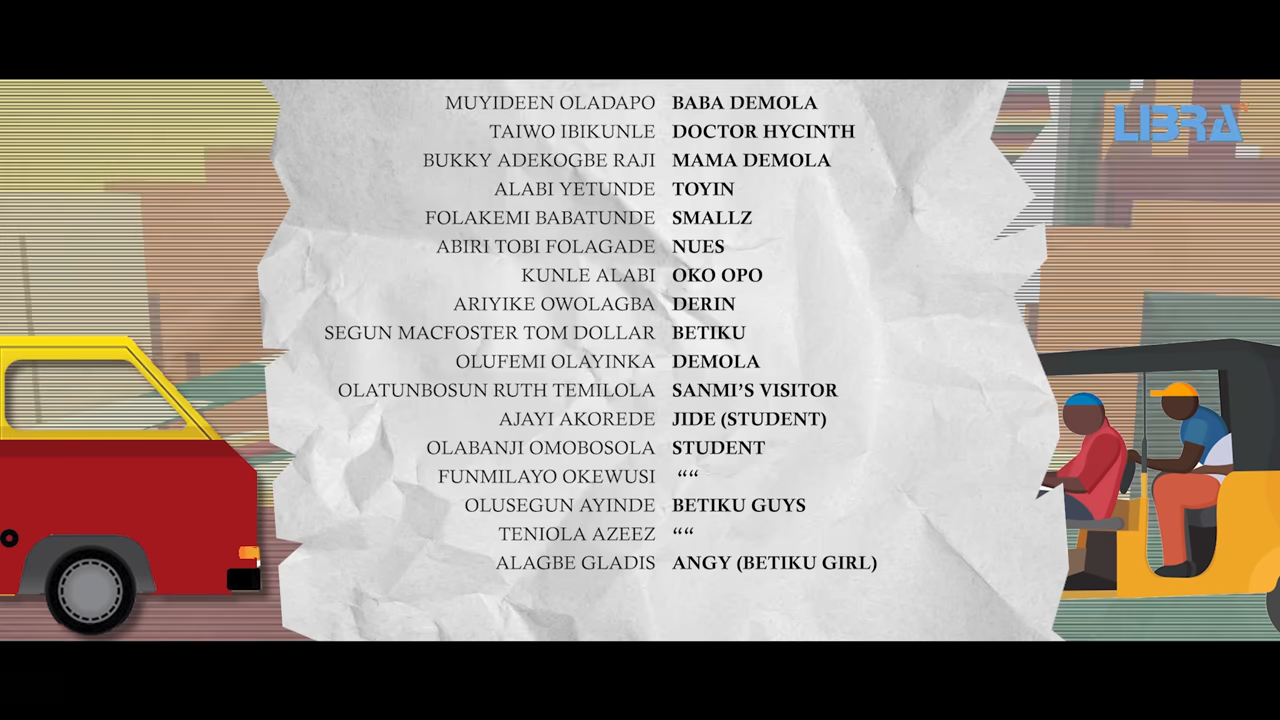 MUYIDEEN OLADAPO BABA DEMOLA
TAIWO IBIKUNLE DOCTOR HYCINTH
BUKKY ADEKOGBE RAJI MAMA DEMOLA
ALABI YETUNDE TOYIN
FOLAKEMI BABATUNDE SMALLZ
ABIRI TOBI FOLAGADE NUES
KUNLE ALABI OKO OPO
ARIYIKE OWOLAGBA DERIN
SEGUN MACFOSTER TOM DOLLAR BETIKU
OLUFEMI OLAYINKA DEMOLA
OLATUNBOSUN RUTH TEMILOLA SANMI’S VISITOR
AJAYI AKOREDE JIDE (STUDENT)
OLABANJI OMOBOSOLA STUDENT
FUNMILAYO OKEWUSI ““
OLUSEGUN AYINDE BETIKU GUYS
TENIOLA AZEEZ ““
ALAGBE GLADIS ANGY (BETIKU GIRL)
LIBRA